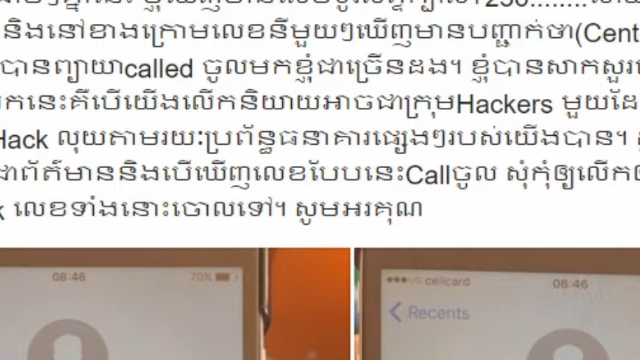 និងនៅខាងក្រោមលេខនីមួយៗឃើញមានបញ្ជាក់ថា(Cent
បានព្យាយាcalled ចូលមកខ្ញុំជាច្រើនដង។ ខ្ញុំបានសាកសួរ
កនេះគឺបើយើងលើកនិយាយអាចជាក្រុមHackers មួយដែ
Hack លុយតាមរយៈប្រព័ន្ធធនាគារផ្សេងៗរបស់យើងបាន។
ជាព័ត៌មាននិងបើឃើញលេខបែបនេះCallចូល សុំកុំឲ្យលើក
k លេខទាំងនោះចោលទៅ។ សូមអរគុណ
08:46 70%
cellcard 08:46
Recents